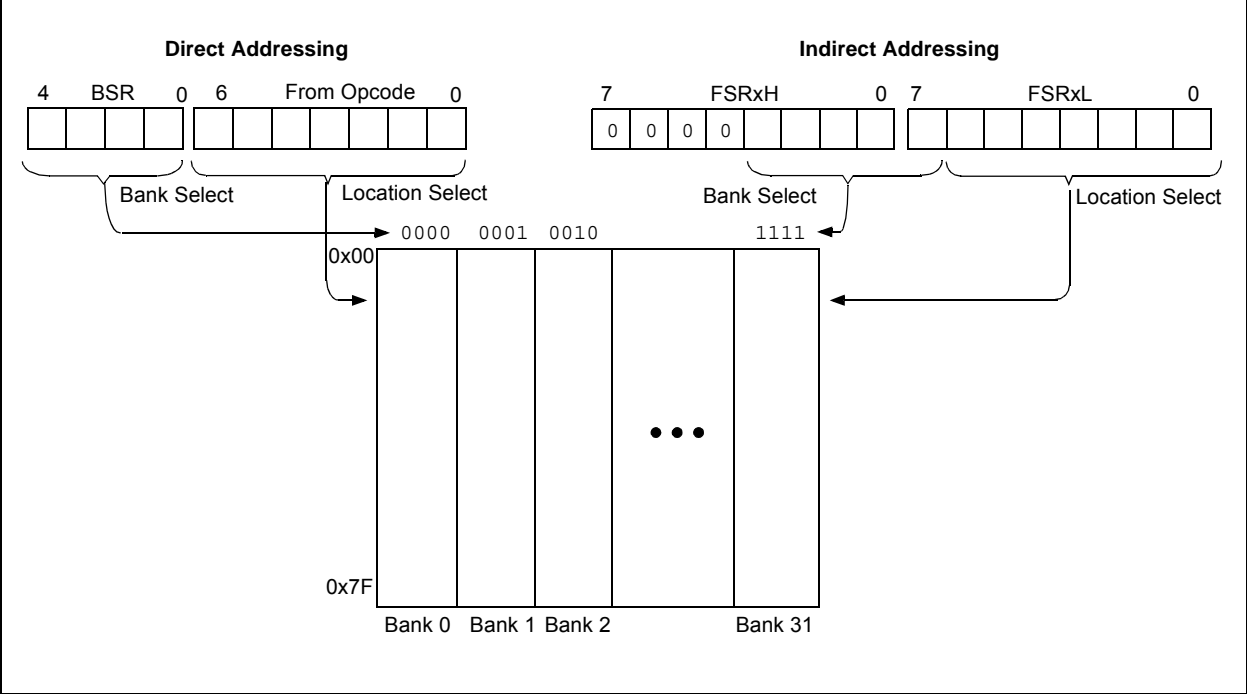 Direct Addressing
Indirect Addressing
4 BSR 0 6 From Opcode 0
7 FSRxH 0 7 FSRxL 0
0 0 0 0
Bank Select
Location Select
Bank Select
Location Select
0000 0001 0010 1111
0x00
0x7F
Bank 0 Bank 1 Bank 2 Bank 31